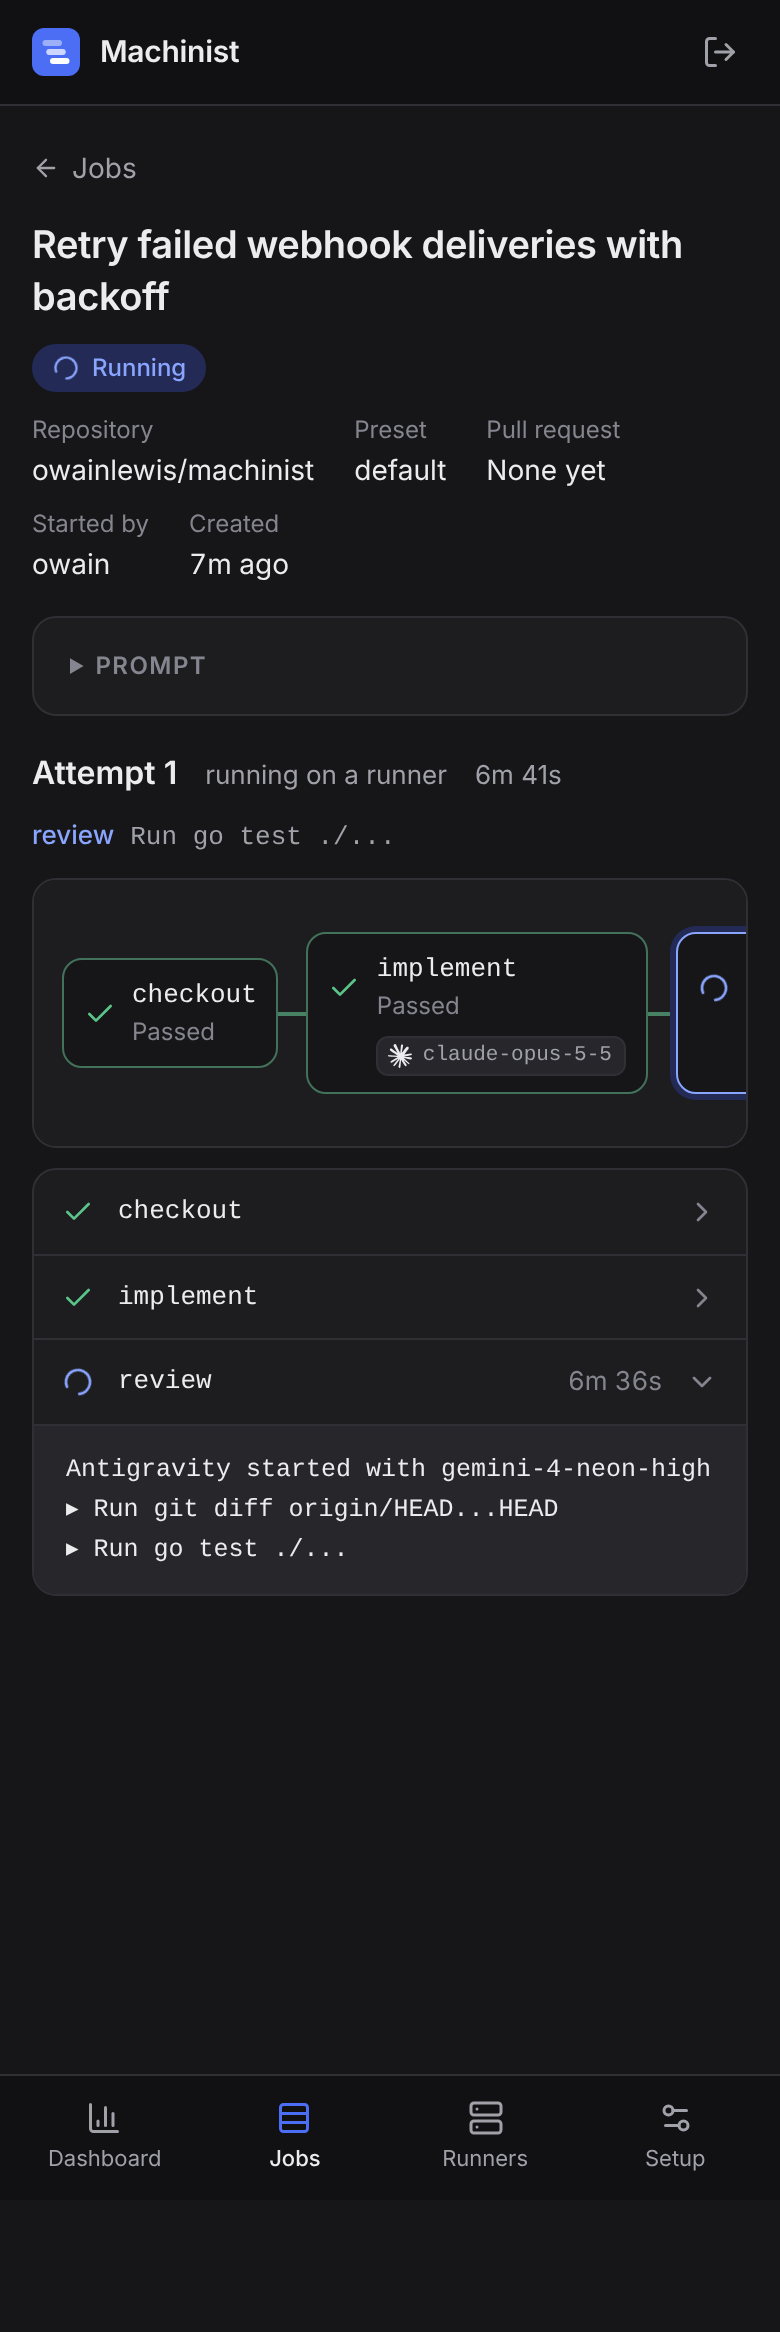 Machinist
← Jobs
Retry failed webhook deliveries with
backoff
Running
Repository Preset Pull request
owainlewis/machinist default None yet
Started by Created
owain 7m ago
▶ PROMPT
Attempt 1 running on a runner 6m 41s
review Run go test ./...
checkout
Passed
implement
Passed
claude-opus-5-5
checkout
implement
review 6m 36s
Antigravity started with gemini-4-neon-high
▶ Run git diff origin/HEAD...HEAD
▶ Run go test ./...
Dashboard Jobs Runners Setup